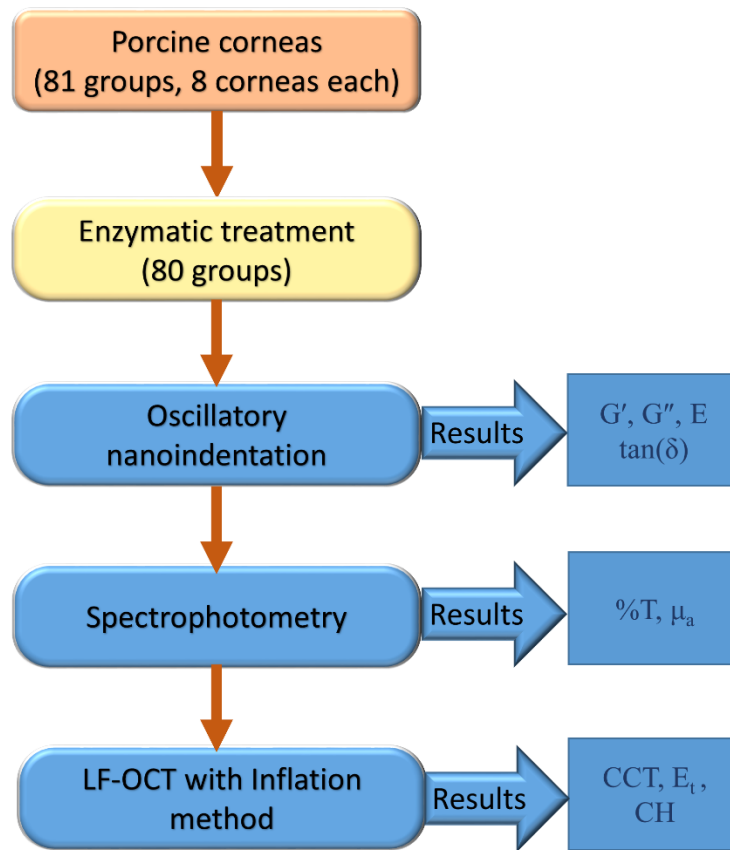 Porcine corneas
(81 groups, 8 corneas each)
Enzymatic treatment
(80 groups)
Oscillatory
nanoindentation
Results
G′, G″, E
tan(δ)
Spectrophotometry
Results
%T, μₐ
LF-OCT with Inflation
method
Results
CCT, Eₜ ,
CH